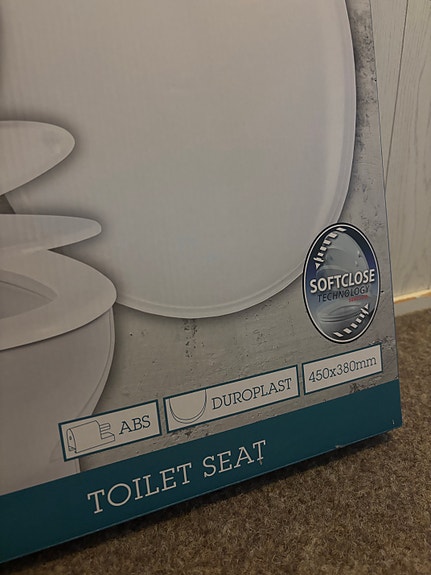 SOFTCLOSE
TECHNOLOGY
ABS
DUROPLAST
450x380mm
TOILET SEAT